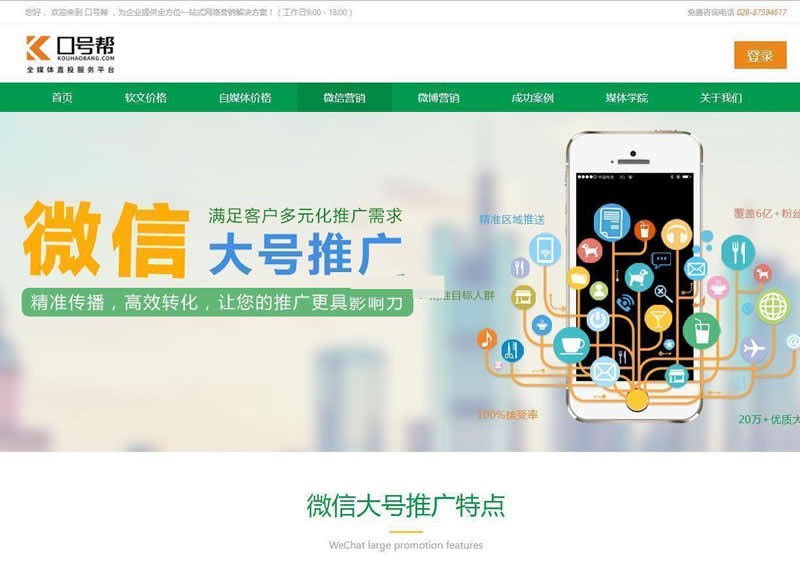 您好，欢迎来到 口号帮 ，为企业提供全方位一站式网络营销解决方案！（工作日9:00 - 18:00）
免费咨询电话 028-87594617
口号帮
KOUHAOBANG.COM
全媒体直投服务平台
登录
首页 软文价格 自媒体价格 微信营销 微博营销 成功案例 媒体学院 关于我们
微信
满足客户多元化推广需求
大号推广
精准传播，高效转化，让您的推广更具影响力
精准区域推送
覆盖6亿+粉丝
目标人群
100%接受率
20万+优质大
微信大号推广特点
WeChat large promotion features